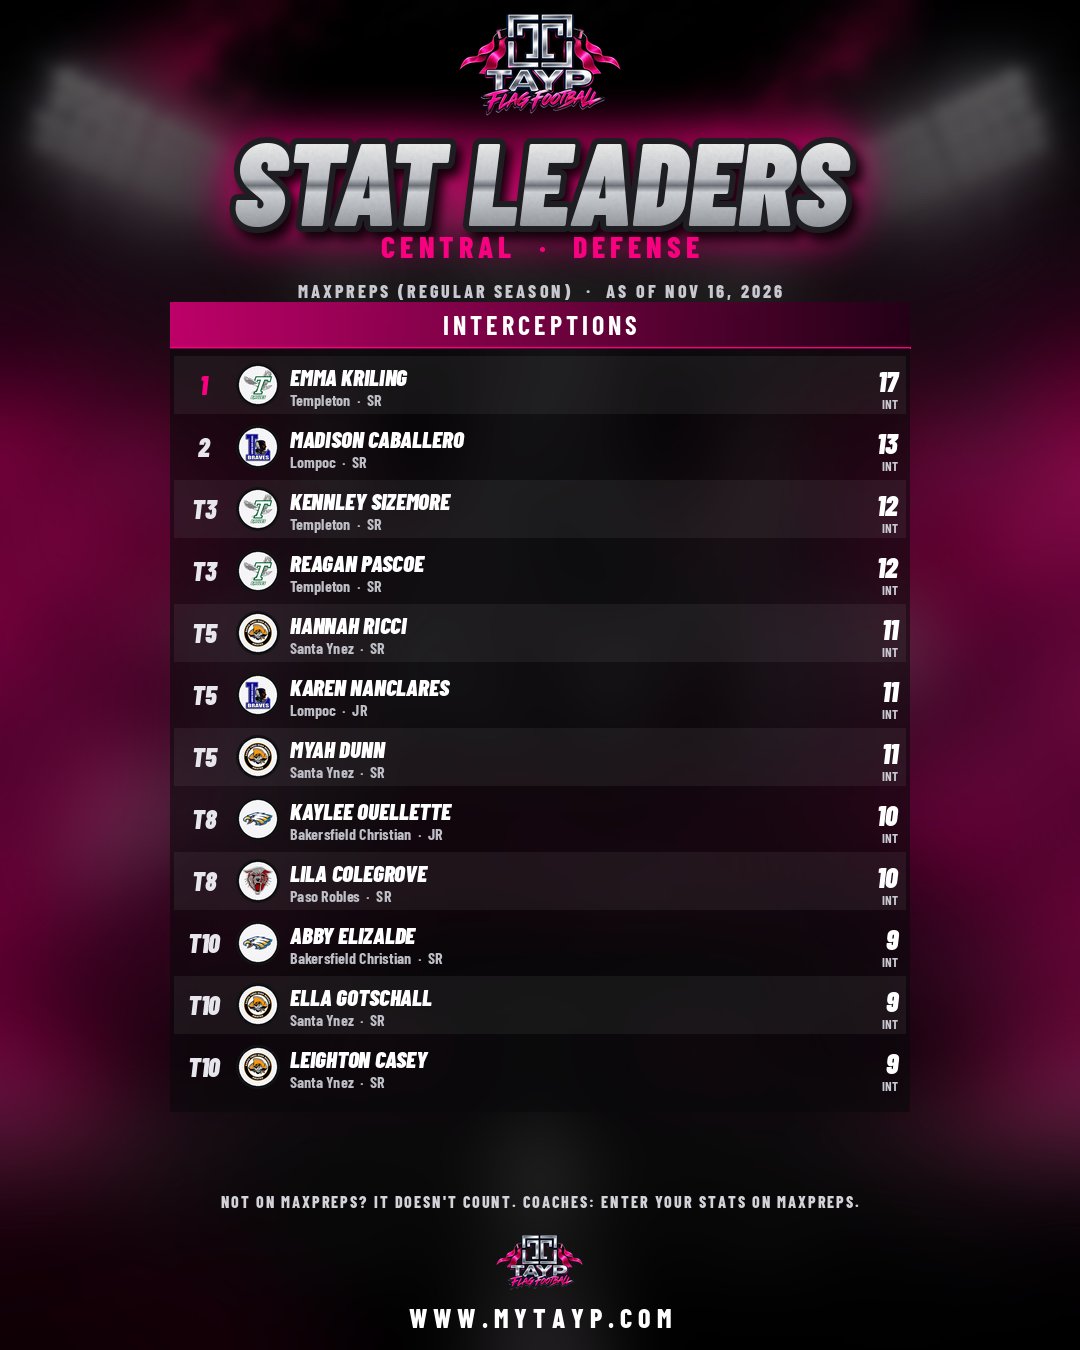 TAYP
FLAG FOOTBALL
STAT LEADERS
CENTRAL · DEFENSE
MAXPREPS (REGULAR SEASON) · AS OF NOV 16, 2026
INTERCEPTIONS
1 EMMA KRILING 17
Templeton · SR INT
2 MADISON CABALLERO 13
Lompoc · SR INT
T3 KENNLEY SIZEMORE 12
Templeton · SR INT
T3 REAGAN PASCOE 12
Templeton · SR INT
T5 HANNAH RICCI 11
Santa Ynez · SR INT
T5 KAREN NANCLARES 11
Lompoc · JR INT
T5 MYAH DUNN 11
Santa Ynez · SR INT
T8 KAYLEE OUELLETTE 10
Bakersfield Christian · JR INT
T8 LILA COLEGROVE 10
Paso Robles · SR INT
T10 ABBY ELIZALDE 9
Bakersfield Christian · SR INT
T10 ELLA GOTSCHALL 9
Santa Ynez · SR INT
T10 LEIGHTON CASEY 9
Santa Ynez · SR INT
NOT ON MAXPREPS? IT DOESN'T COUNT. COACHES: ENTER YOUR STATS ON MAXPREPS.
TAYP
FLAG FOOTBALL
WWW.MYTAYP.COM